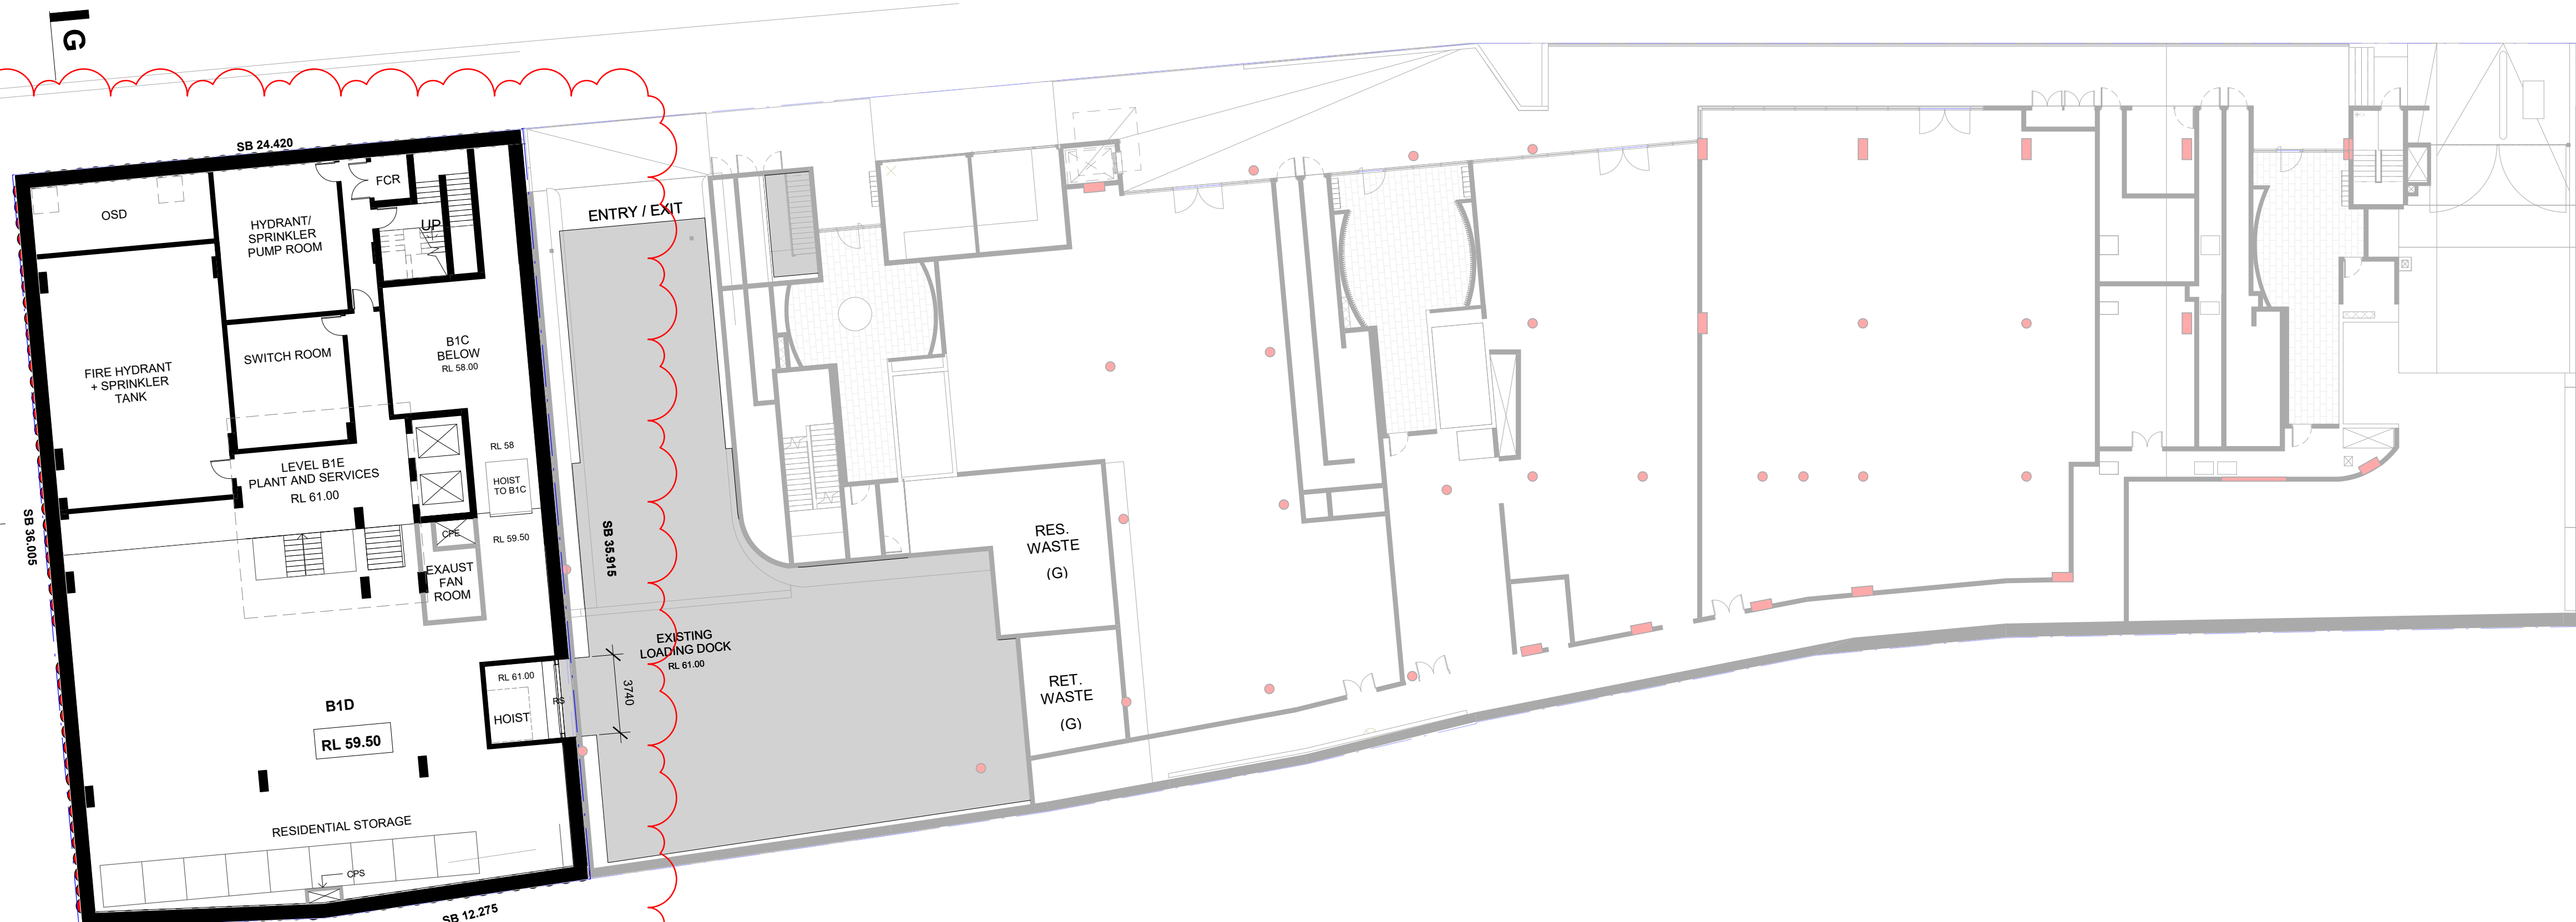 G
SB 24.420
OSD
HYDRANT/
SPRINKLER
PUMP ROOM
FCR
UP
ENTRY / EXIT
SWITCH ROOM
B1C
BELOW
RL 58.00
FIRE HYDRANT
+ SPRINKLER
TANK
LEVEL B1E
PLANT AND SERVICES
RL 61.00
RL 58
HOIST
TO B1C
CPE
RL 59.50
EXAUST
FAN
ROOM
SB 36.005
SB 35.915
RES.
WASTE
(G)
EXISTING
LOADING DOCK
RL 61.00
RL 61.00
RS
HOIST
3740
RET.
WASTE
(G)
B1D
RL 59.50
RESIDENTIAL STORAGE
CPS
SB 12.275